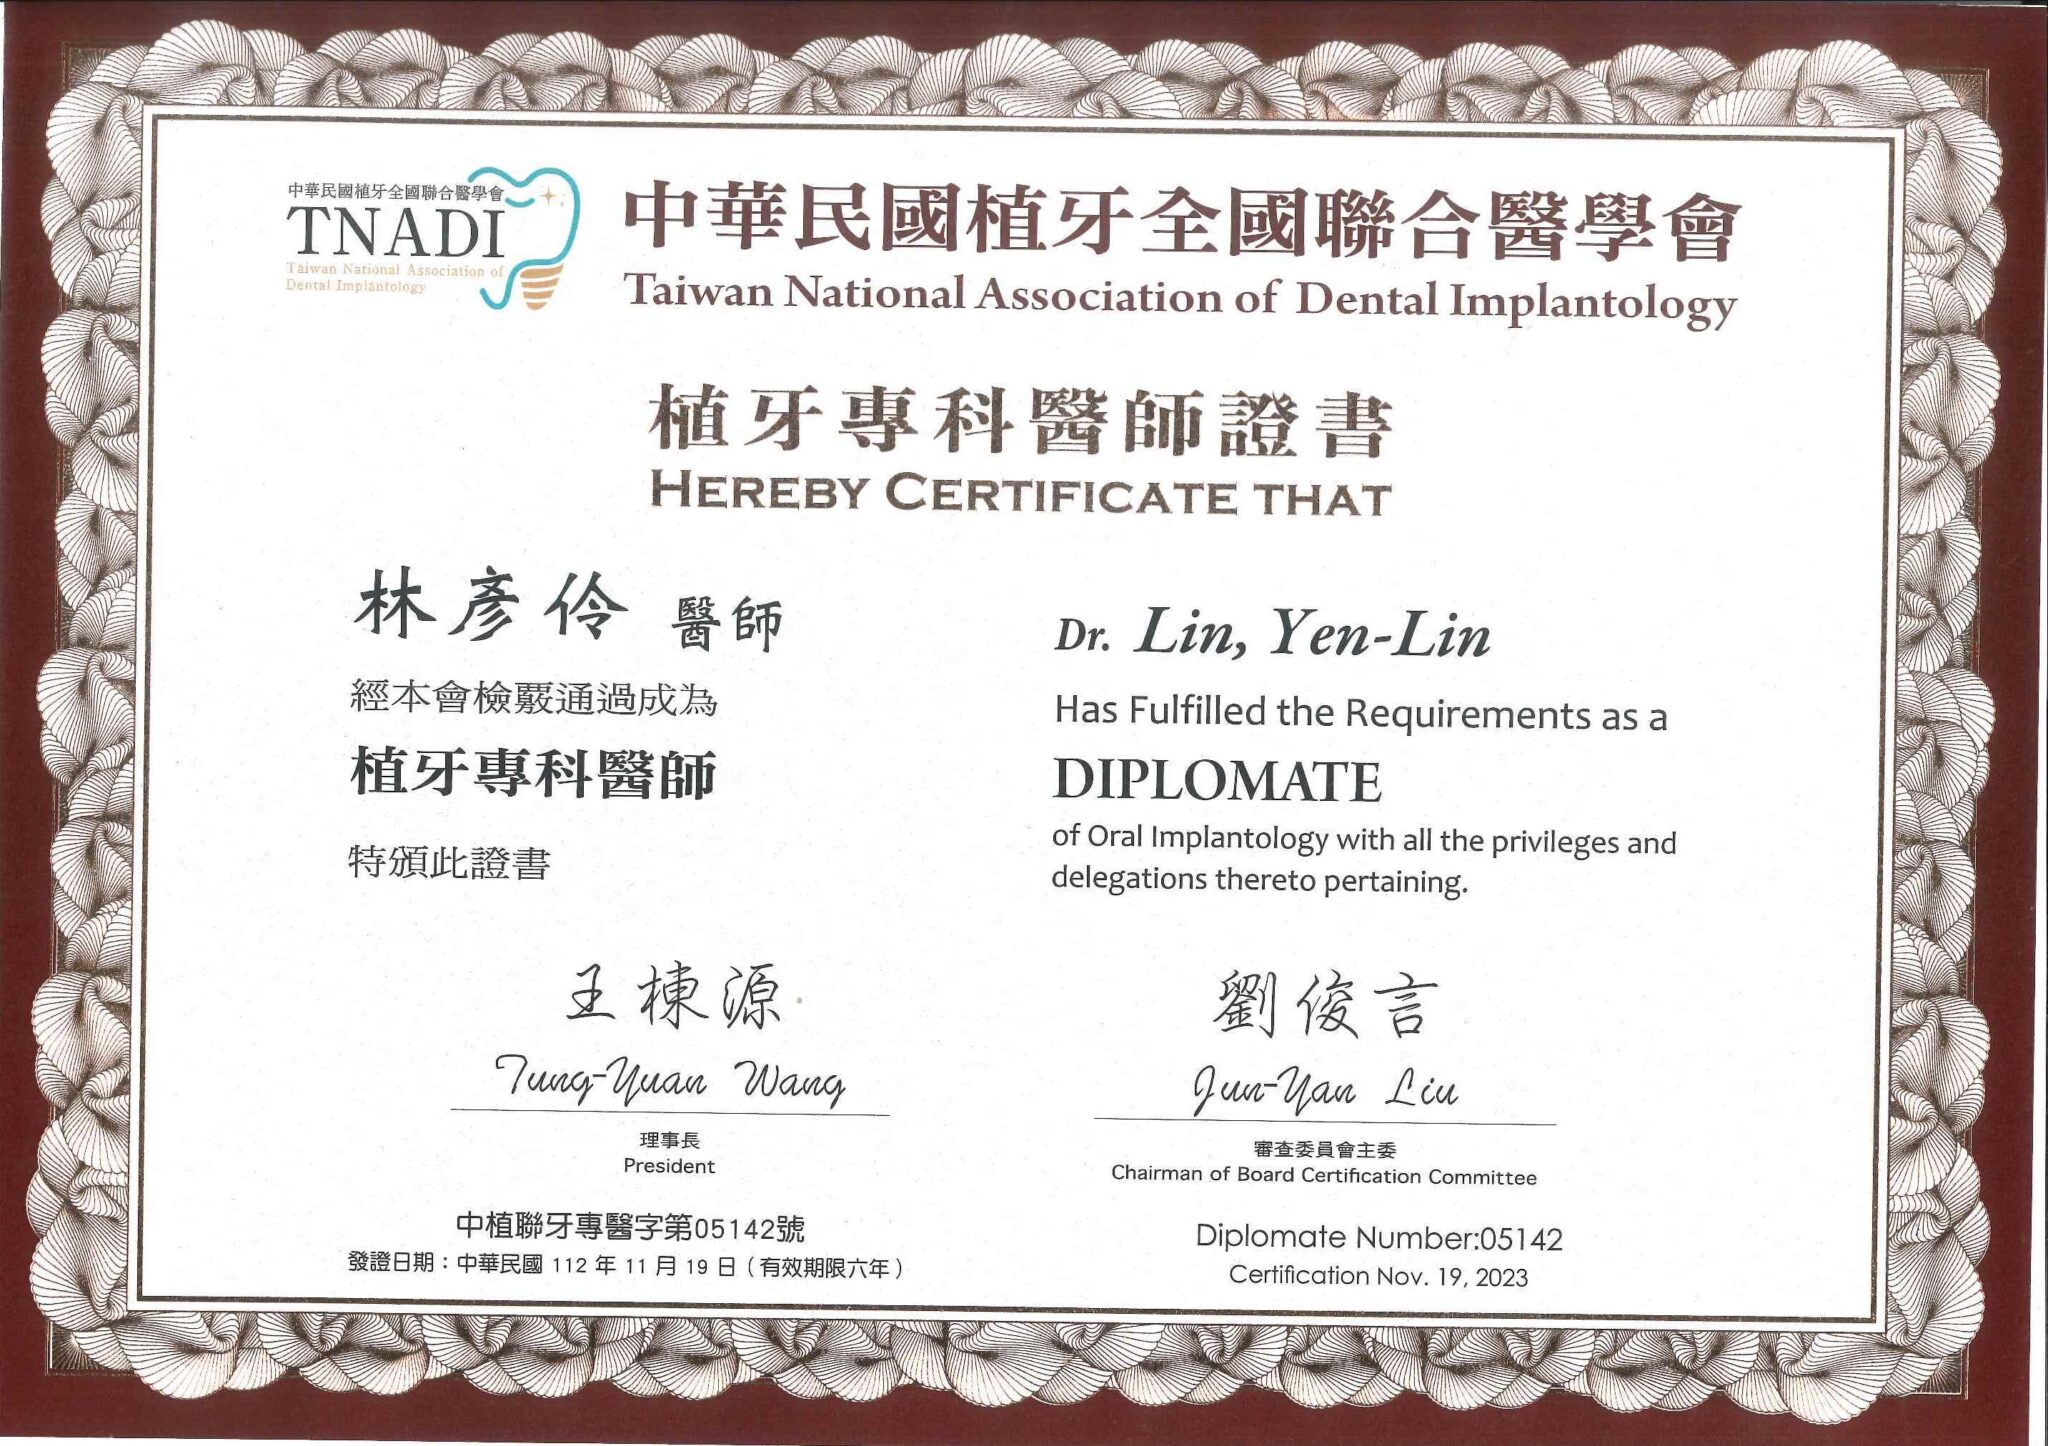 中華民國植牙全國聯合醫學會
TNADI
Taiwan National Association of
Dental Implantology
中華民國植牙全國聯合醫學會
Taiwan National Association of Dental Implantology
植牙專科醫師證書
HEREBY CERTIFICATE THAT
林彥伶 醫師
經本會檢覈通過成為
植牙專科醫師
特頒此證書
Dr. Lin, Yen-Lin
Has Fulfilled the Requirements as a
DIPLOMATE
of Oral Implantology with all the privileges and
delegations thereto pertaining.
王棟源
Tung-Yuan Wang
理事長
President
劉俊言
Jun-Yan Liu
審查委員會主委
Chairman of Board Certification Committee
中植聯牙專醫字第05142號
發證日期：中華民國 112 年 11 月 19 日（有效期限六年）
Diplomate Number:05142
Certification Nov. 19, 2023